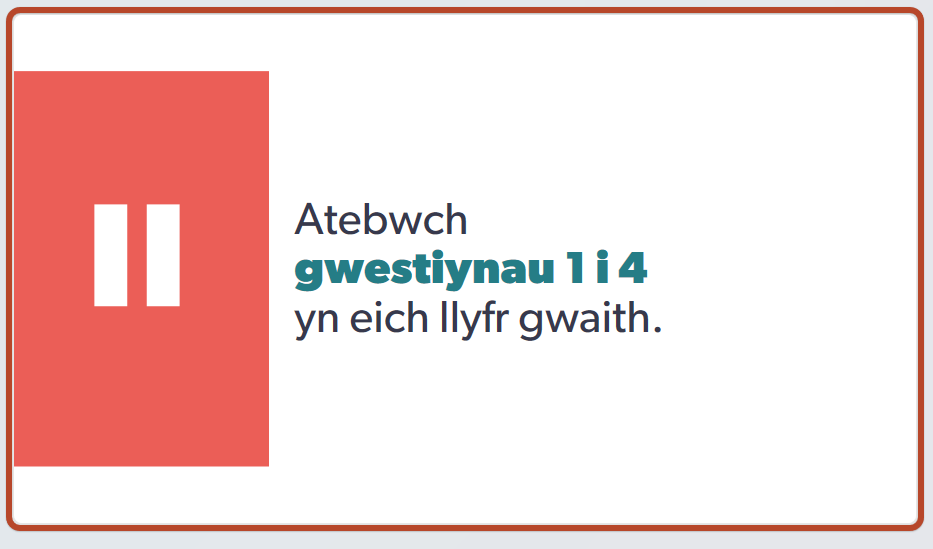 Atebwch
gwestiynau 1 i 4
yn eich llyfr gwaith.